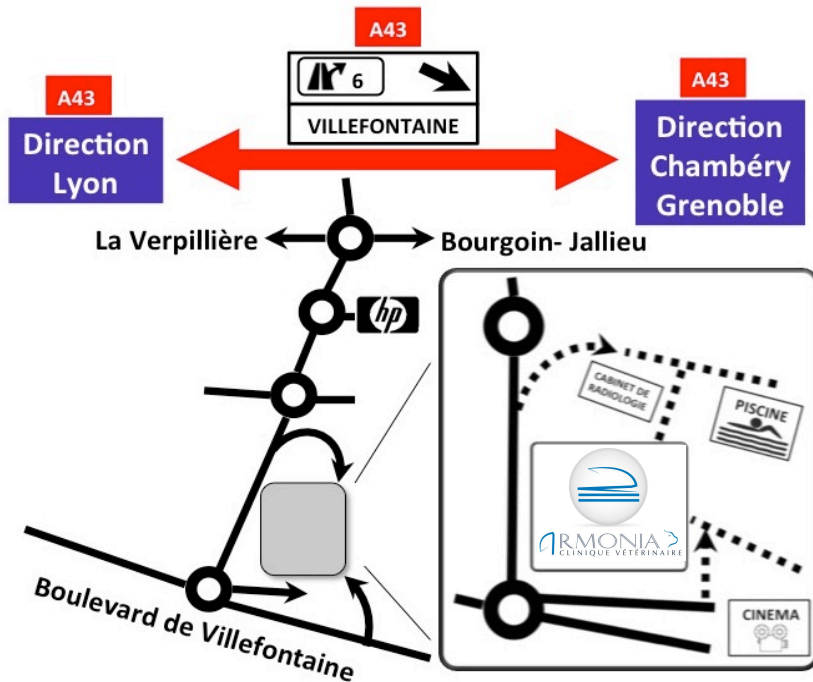 A43
A43
A43
6
VILLEFONTAINE
Direction
Lyon
Direction
Chambéry
Grenoble
La Verpillière
Bourgoin- Jallieu
hp
CABINET DE
RADIOLOGIE
PISCINE
ARMONIA
CLINIQUE VÉTÉRINAIRE
Boulevard de Villefontaine
CINEMA